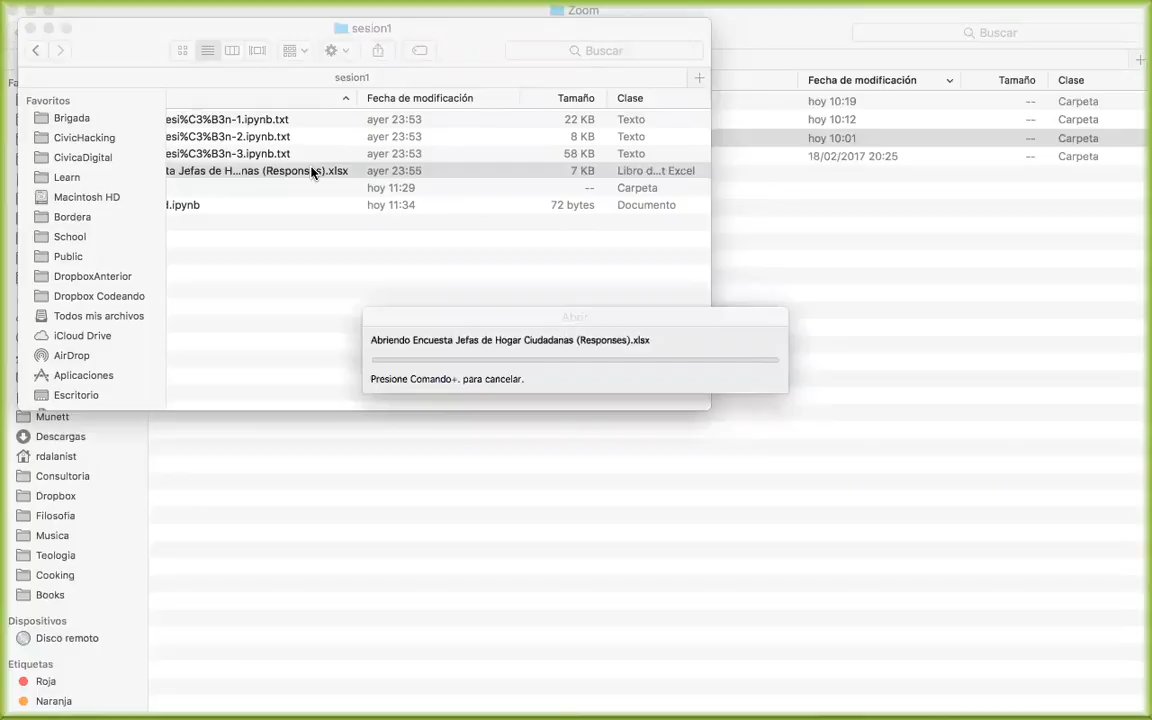 Zoom
sesion1
Buscar
Buscar
sesion1
Fecha de modificación Tamaño Clase
hoy 10:19 -- Carpeta
hoy 10:12 -- Carpeta
hoy 10:01 -- Carpeta
18/02/2017 20:25 -- Carpeta
Fecha de modificación Tamaño Clase
esi%C3%B3n-1.ipynb.txt ayer 23:53 22 KB Texto
esi%C3%B3n-2.ipynb.txt ayer 23:53 8 KB Texto
esi%C3%B3n-3.ipynb.txt ayer 23:53 58 KB Texto
ta Jefas de H...nas (Responses).xlsx ayer 23:55 7 KB Libro d...t Excel
hoy 11:29 -- Carpeta
l.ipynb hoy 11:34 72 bytes Documento
Favoritos
Brigada
CivicHacking
CivicaDigital
Learn
Macintosh HD
Bordera
School
Public
DropboxAnterior
Dropbox Codeando
Todos mis archivos
iCloud Drive
AirDrop
Aplicaciones
Escritorio
Abrir
Abriendo Encuesta Jefas de Hogar Ciudadanas (Responses).xlsx
Presione Comando+. para cancelar.
Fa
Munett
Descargas
rdalanist
Consultoria
Dropbox
Filosofia
Musica
Teologia
Cooking
Books
Dispositivos
Disco remoto
Etiquetas
Roja
Naranja